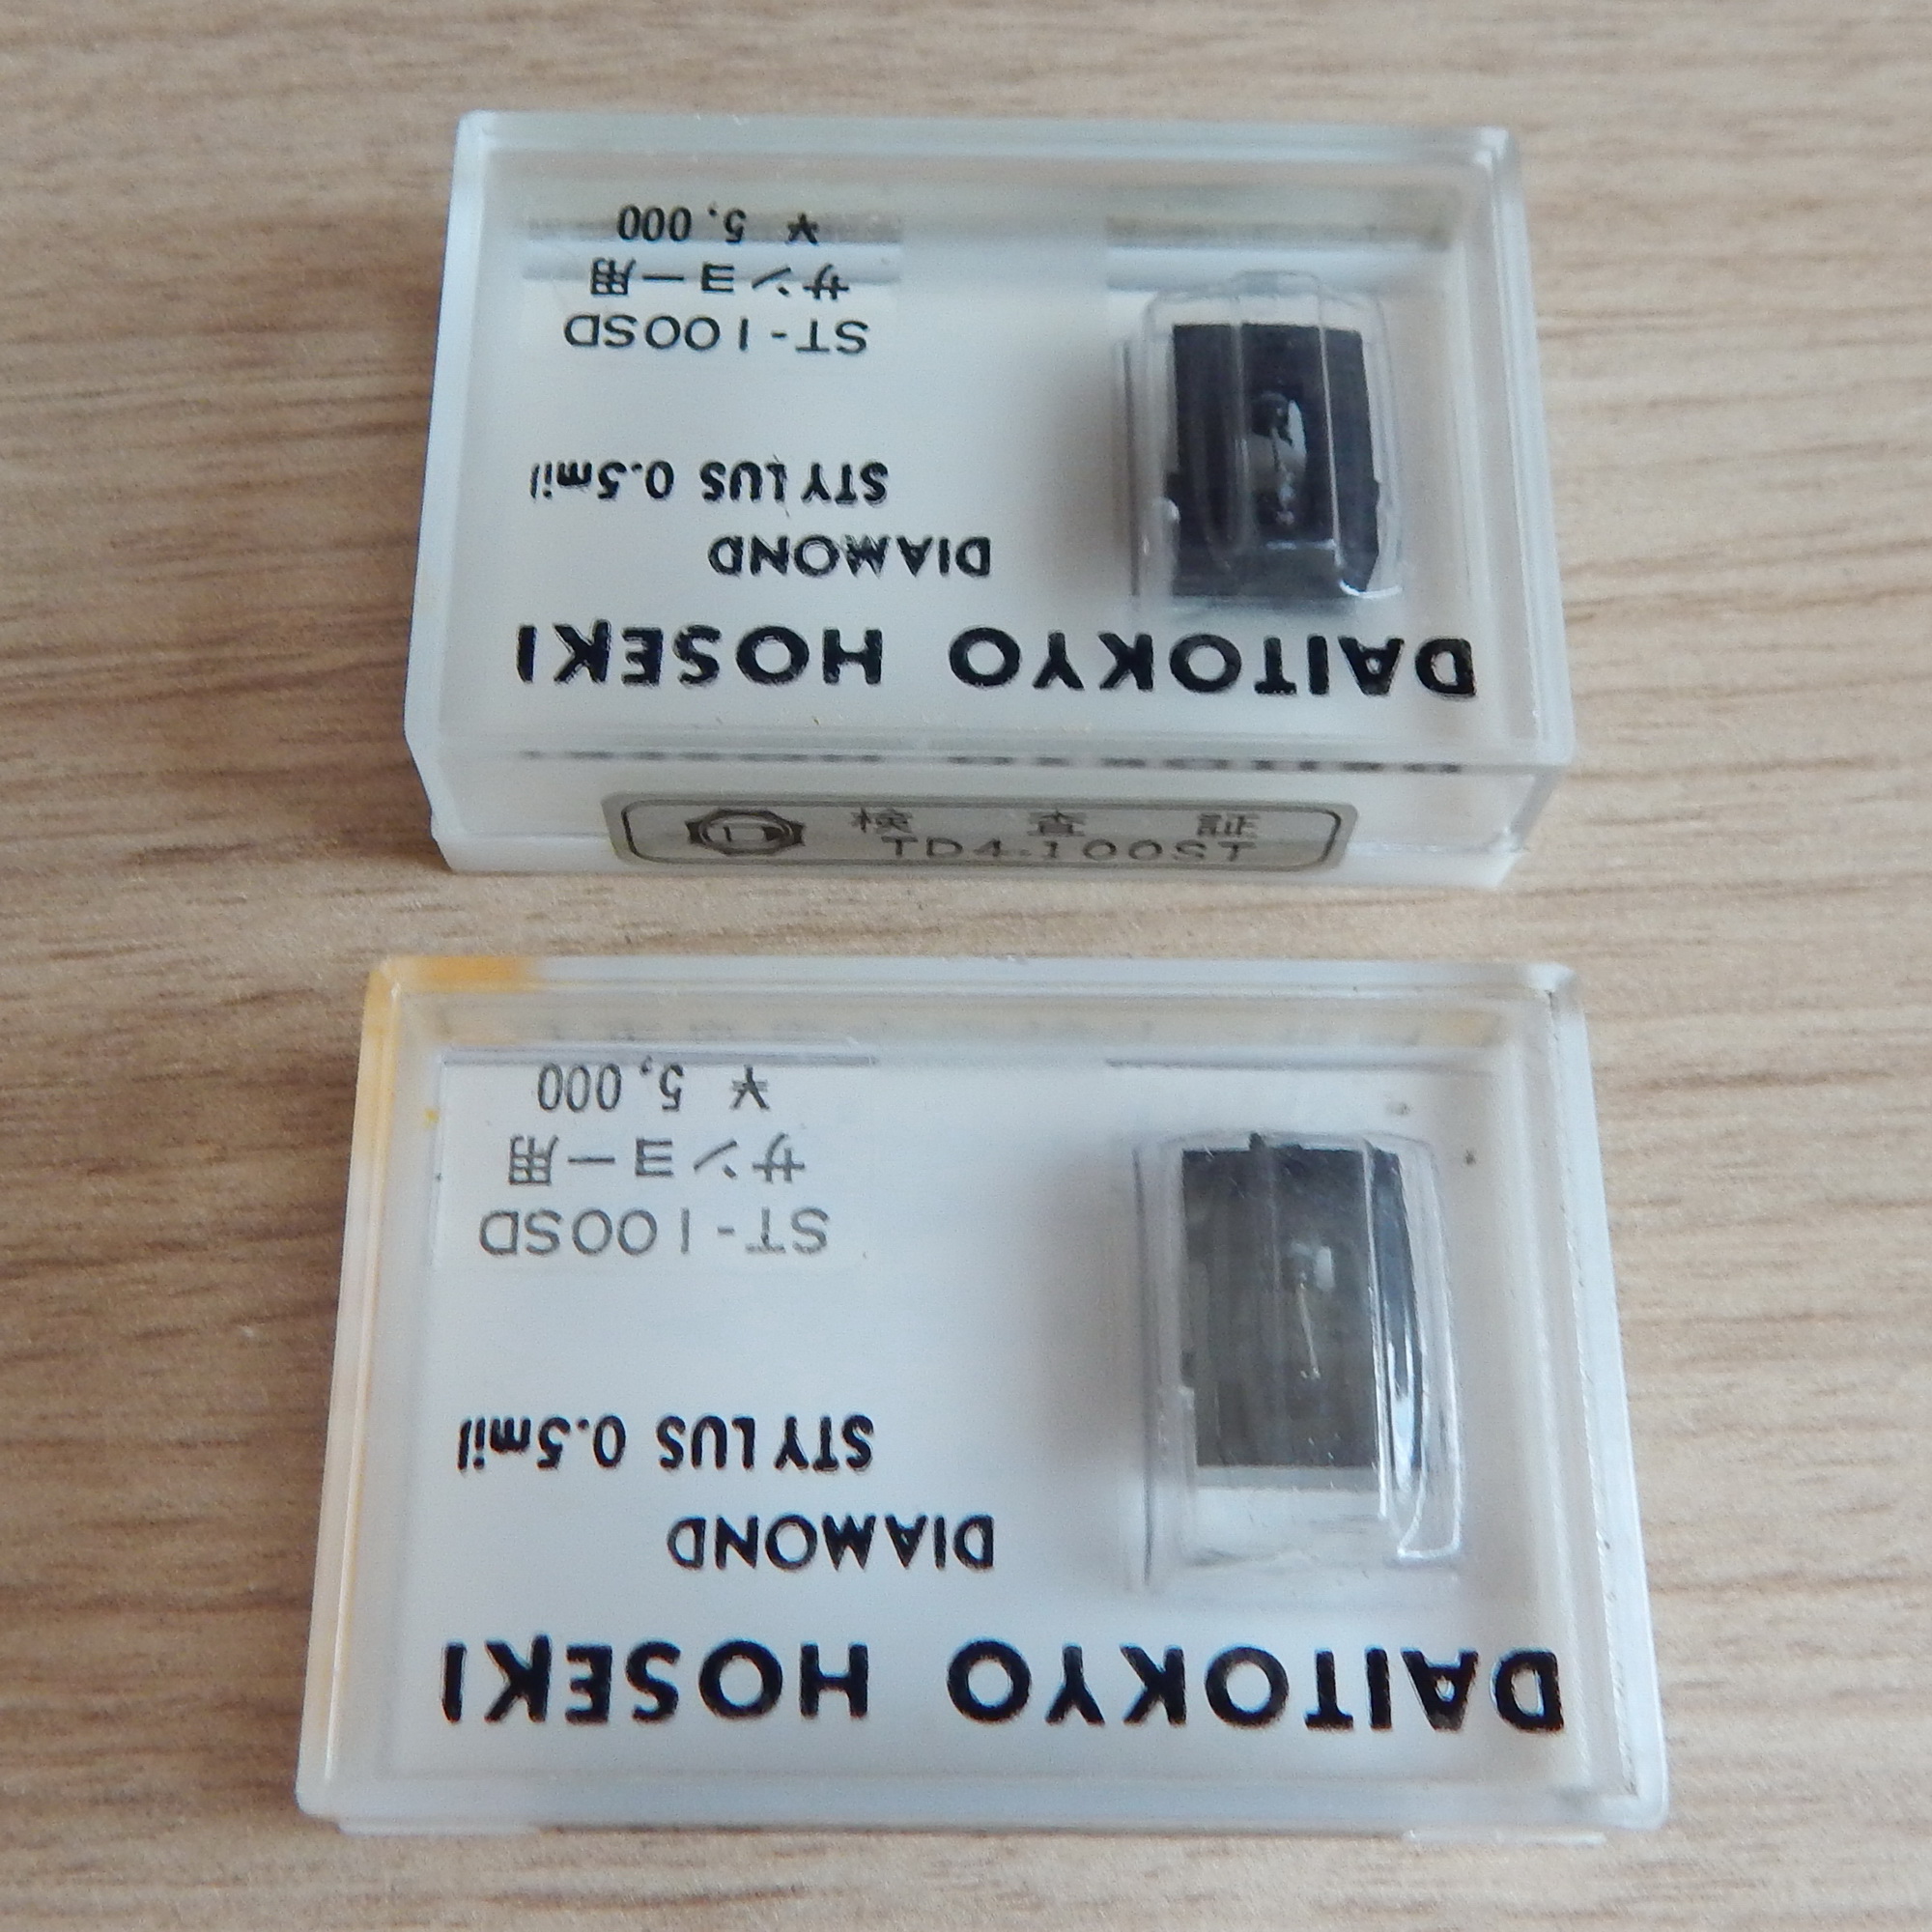 DAITOKYO HOSEKI
DIAMOND
STYLUS 0.5mil
ST-100SD
サンヨー用
¥ 5,000
検査証
TD4-100ST
DAITOKYO HOSEKI
DIAMOND
STYLUS 0.5mil
ST-100SD
サンヨー用
¥ 5,000